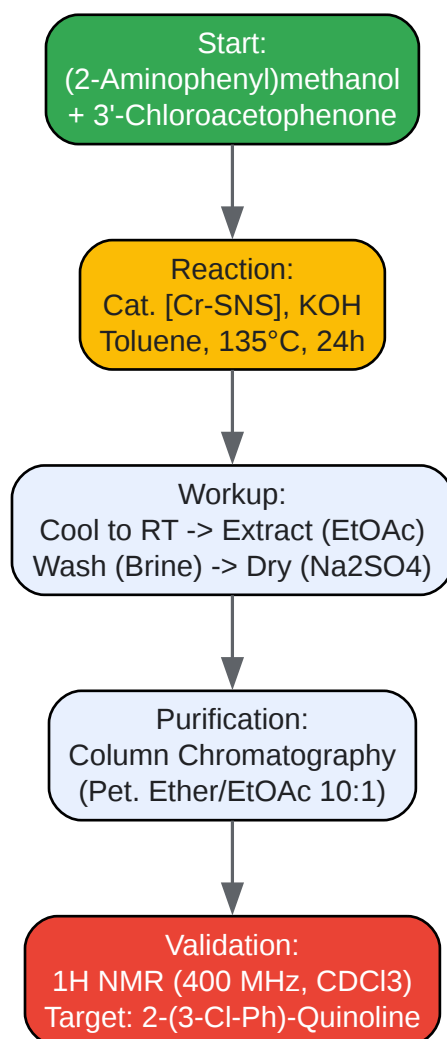 Start:
(2-Aminophenyl)methanol
+ 3'-Chloroacetophenone
Reaction:
Cat. [Cr-SNS], KOH
Toluene, 135°C, 24h
Workup:
Cool to RT -> Extract (EtOAc)
Wash (Brine) -> Dry (Na2SO4)
Purification:
Column Chromatography
(Pet. Ether/EtOAc 10:1)
Validation:
1H NMR (400 MHz, CDCl3)
Target: 2-(3-Cl-Ph)-Quinoline